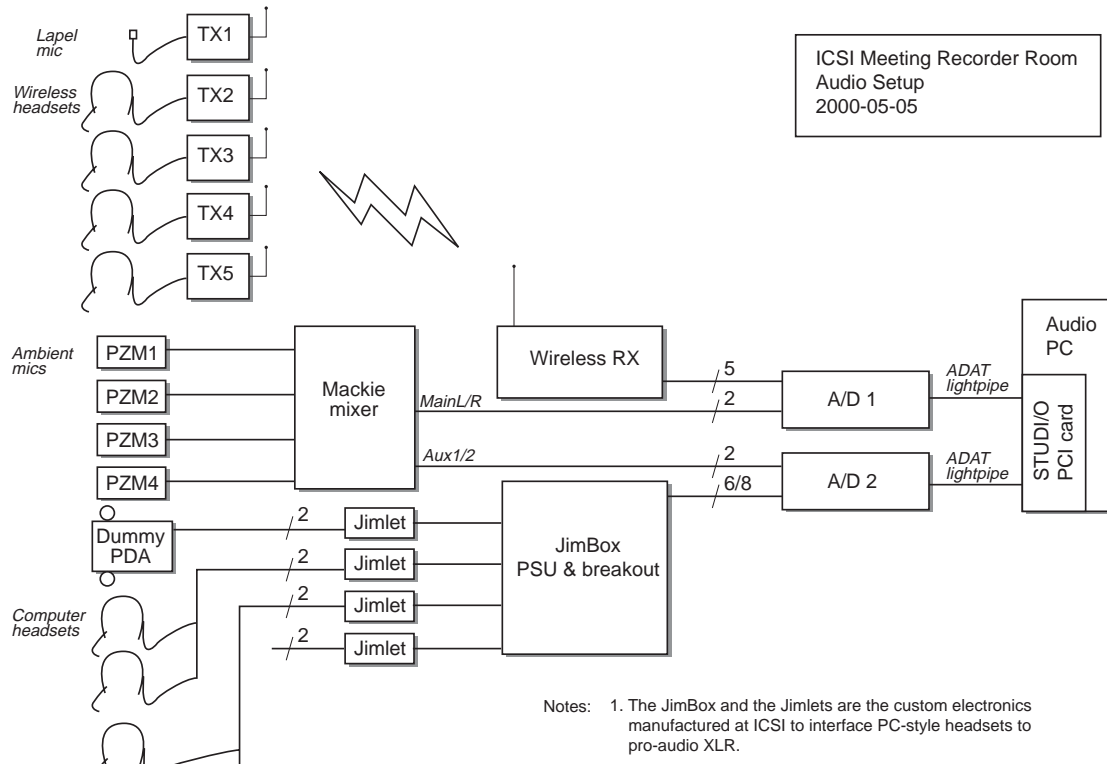 Lapel
mic
TX1
ICSI Meeting Recorder Room
Audio Setup
2000-05-05
Wireless
headsets
TX2
TX3
TX4
TX5
Ambient
mics
PZM1
PZM2
PZM3
PZM4
Mackie
mixer
MainL/R
Aux1/2
Wireless RX
5
2
A/D 1
ADAT
lightpipe
Audio
PC
STUDI/O
PCI card
2
6/8
A/D 2
ADAT
lightpipe
Dummy
PDA
2
Jimlet
2
Jimlet
2
Jimlet
2
Jimlet
JimBox
PSU & breakout
Computer
headsets
Notes: 1. The JimBox and the Jimlets are the custom electronics
manufactured at ICSI to interface PC-style headsets to
pro-audio XLR.